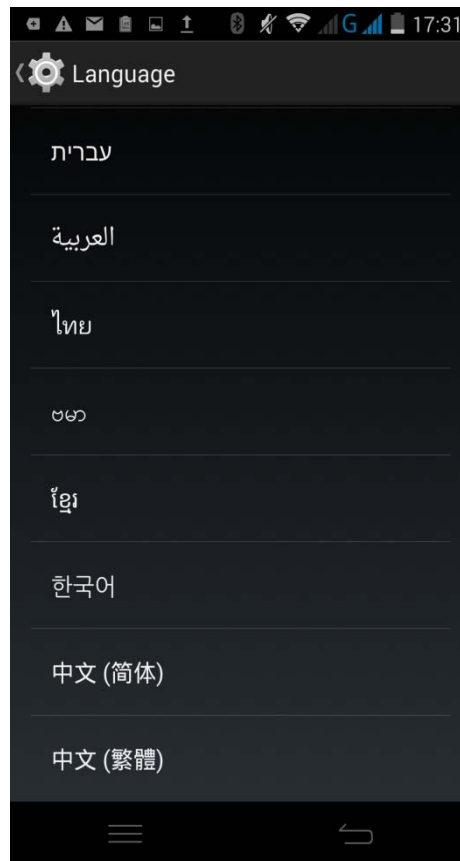 G 17:31
Language
עברית
العربية
ไทย
ဗမာ
ខ្មែរ
한국어
中文 (简体)
中文 (繁體)